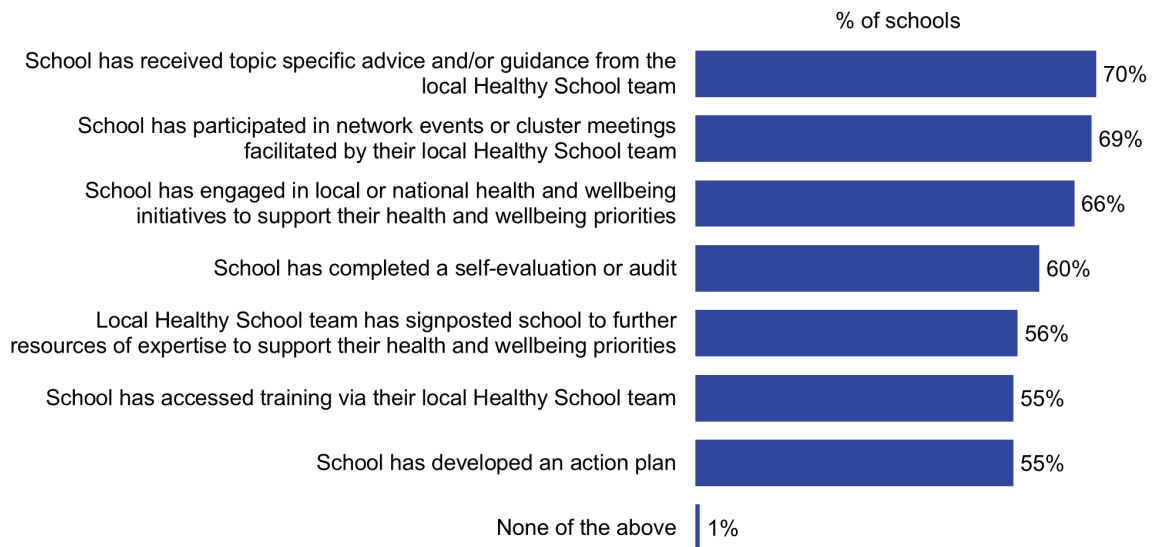 % of schools
School has received topic specific advice and/or guidance from the
local Healthy School team
70%
School has participated in network events or cluster meetings
facilitated by their local Healthy School team
69%
School has engaged in local or national health and wellbeing
initiatives to support their health and wellbeing priorities
66%
School has completed a self-evaluation or audit
60%
Local Healthy School team has signposted school to further
resources of expertise to support their health and wellbeing priorities
56%
School has accessed training via their local Healthy School team
55%
School has developed an action plan
55%
None of the above
1%